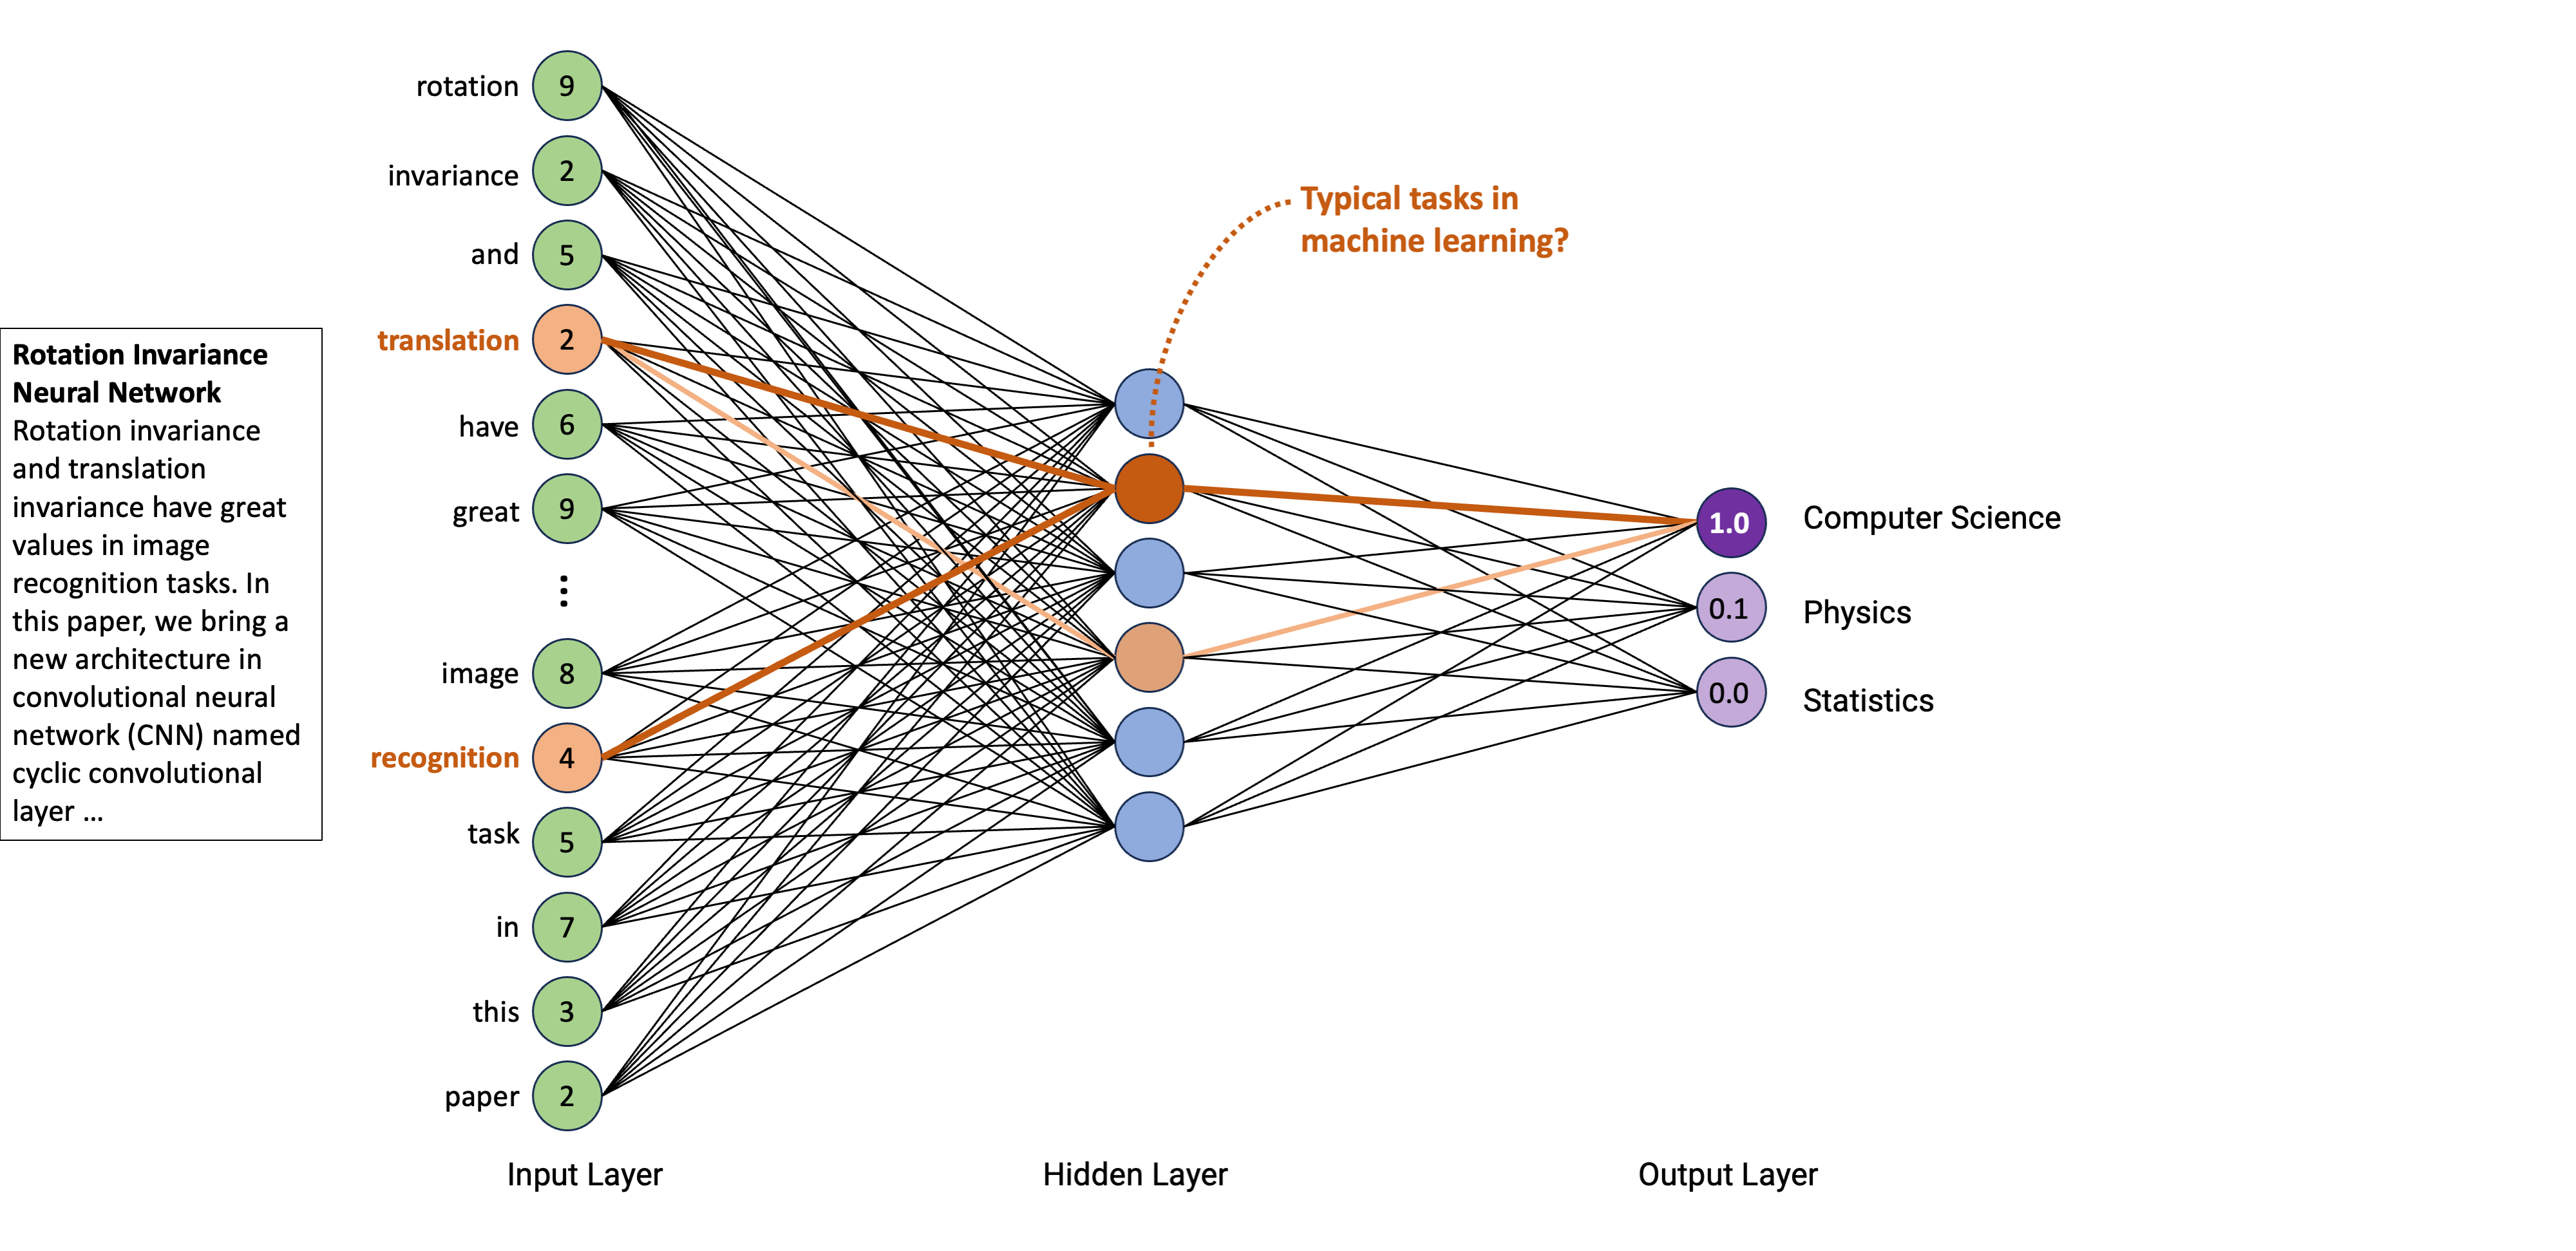 Rotation Invariance
Neural Network
Rotation invariance
and translation
invariance have great
values in image
recognition tasks. In
this paper, we bring a
new architecture in
convolutional neural
network (CNN) named
cyclic convolutional
layer ...
rotation 9
invariance 2
and 5
translation 2
have 6
great 9
⋮
image 8
recognition 4
task 5
in 7
this 3
paper 2
Input Layer
Typical tasks in
machine learning?
Hidden Layer
1.0 Computer Science
0.1 Physics
0.0 Statistics
Output Layer